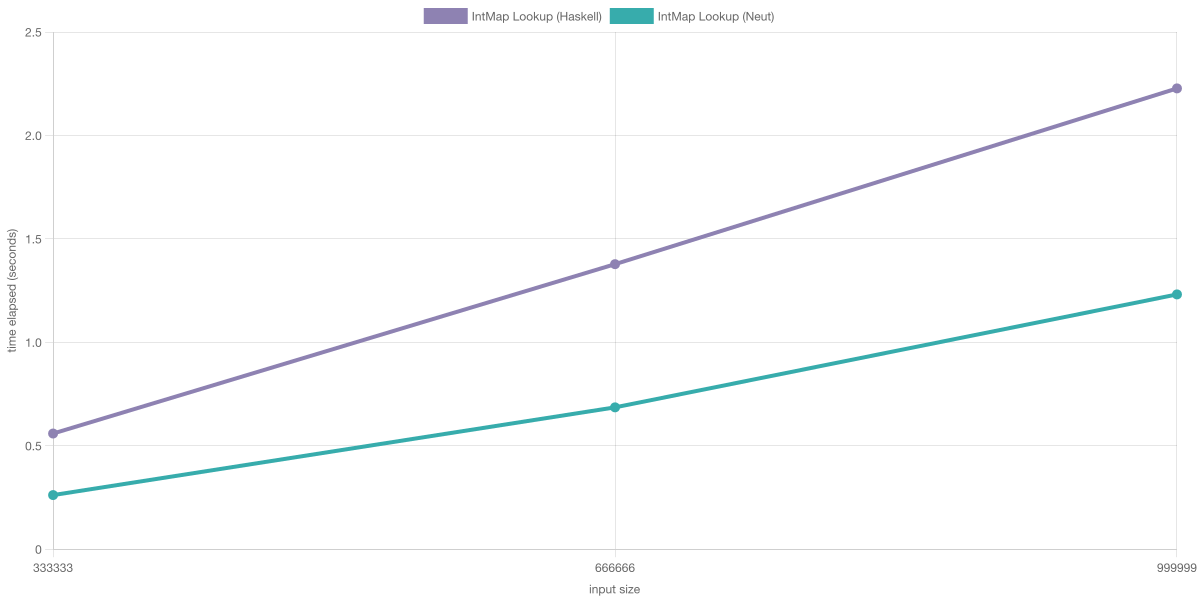 IntMap Lookup (Haskell) IntMap Lookup (Neut)
2.5
2.0
1.5
1.0
0.5
0
time elapsed (seconds)
333333 666666 999999
input size